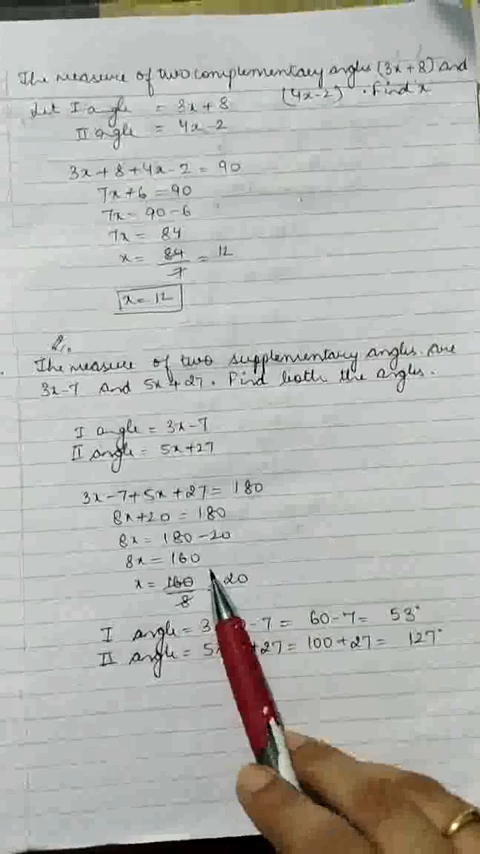 The measure of two complementary angles (3x+8) and
(4x-2). Find x
Let I angle = 3x+8
II angle = 4x-2
3x+8+4x-2 = 90
7x+6 = 90
7x = 90-6
7x = 84
x = 84/7 = 12
x = 12
2.
The measure of two supplementary angles are
3x-7 and 5x+27. Find both the angles.
I angle = 3x-7
II angle = 5x+27
3x-7+5x+27 = 180
8x+20 = 180
8x = 180-20
8x = 160
x = 160/8 20
I angle = 3 -7 = 60-7 = 53°
II angle = 5 +27 = 100+27 = 127°